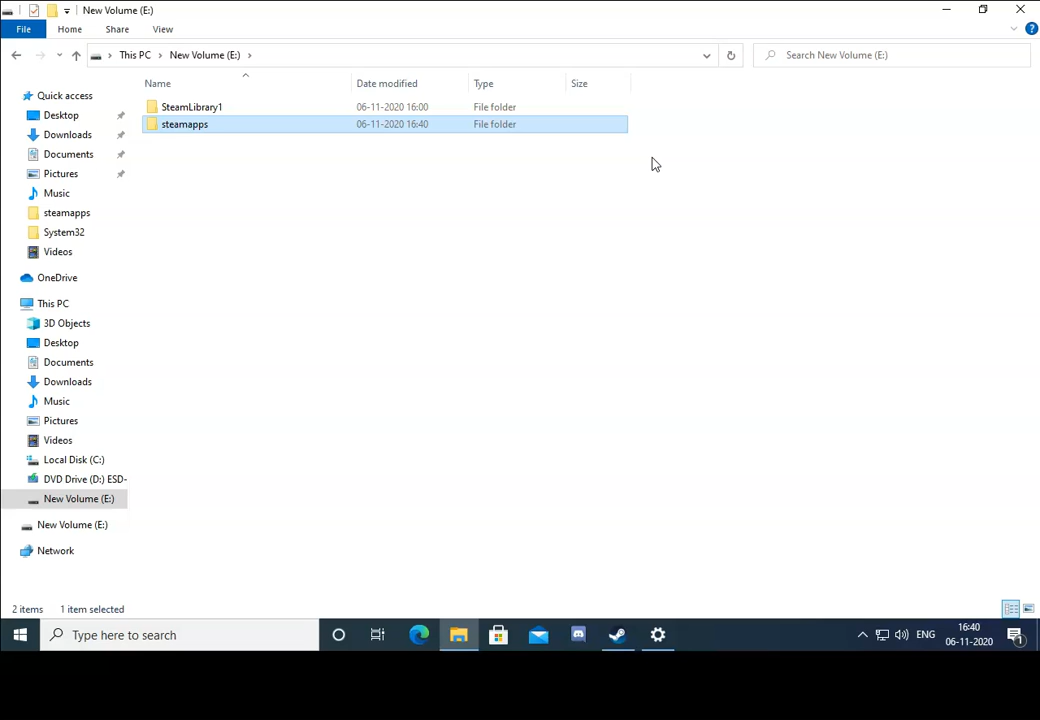 New Volume (E:)
File Home Share View
This PC New Volume (E:) Search New Volume (E:)
Name Date modified Type Size
SteamLibrary1 06-11-2020 16:00 File folder
steamapps 06-11-2020 16:40 File folder
Quick access
Desktop
Downloads
Documents
Pictures
Music
steamapps
System32
Videos
OneDrive
This PC
3D Objects
Desktop
Documents
Downloads
Music
Pictures
Videos
Local Disk (C:)
DVD Drive (D:) ESD-
New Volume (E:)
New Volume (E:)
Network
2 items 1 item selected
Type here to search ENG 16:40
06-11-2020
1